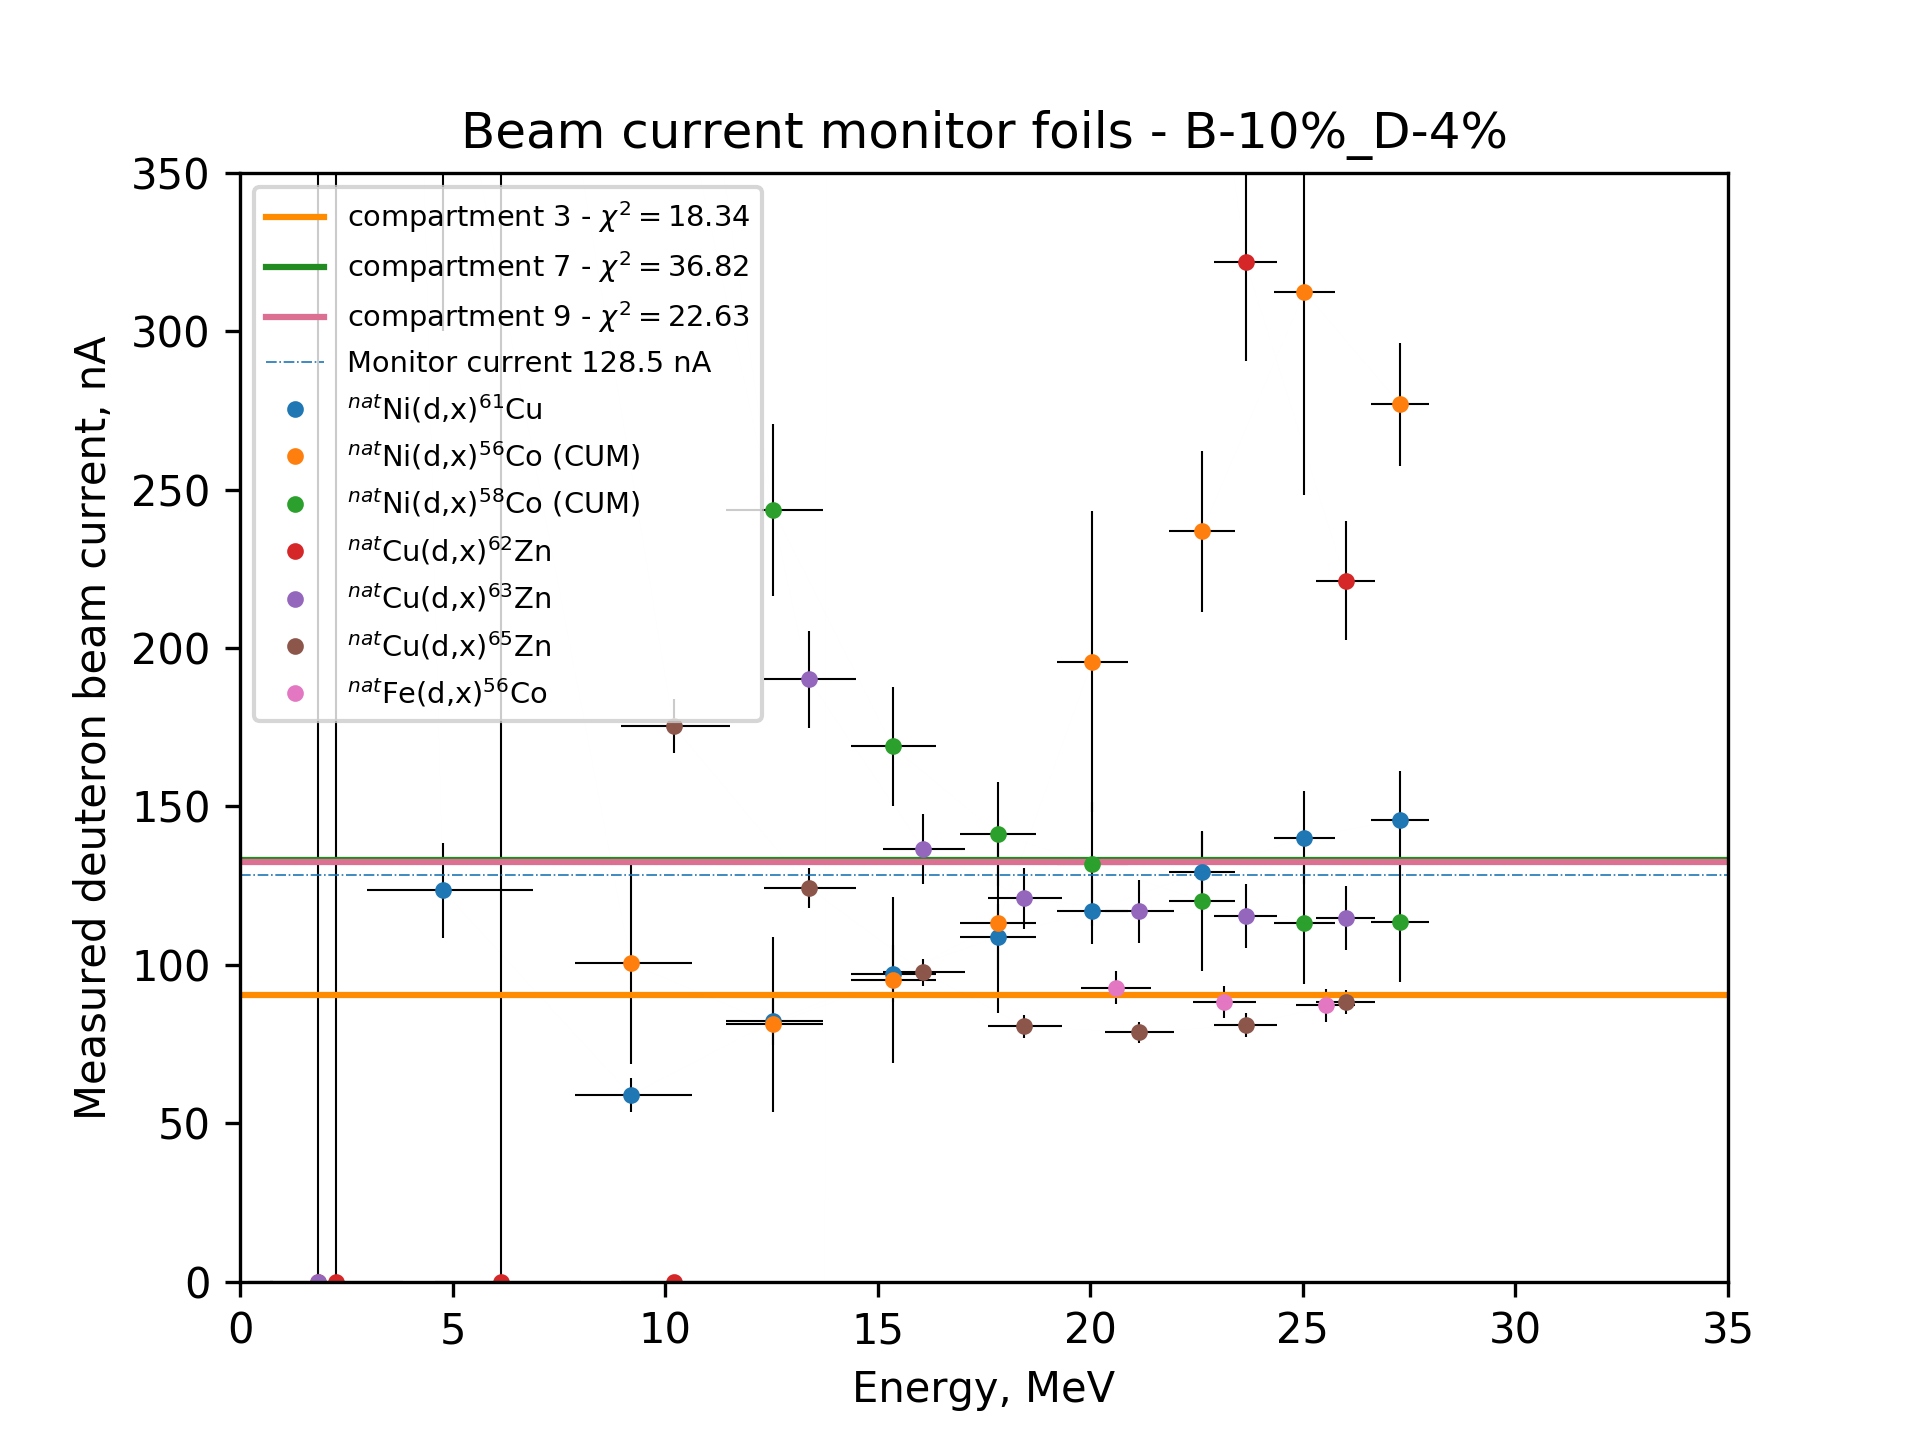 Beam current monitor foils - B-10%_D-4%
350
300
250
200
150
100
50
0
Measured deuteron beam current, nA
compartment 3 - χ² = 18.34
compartment 7 - χ² = 36.82
compartment 9 - χ² = 22.63
Monitor current 128.5 nA
ⁿᵃᵗNi(d,x)⁶¹Cu
ⁿᵃᵗNi(d,x)⁵⁶Co (CUM)
ⁿᵃᵗNi(d,x)⁵⁸Co (CUM)
ⁿᵃᵗCu(d,x)⁶²Zn
ⁿᵃᵗCu(d,x)⁶³Zn
ⁿᵃᵗCu(d,x)⁶⁵Zn
ⁿᵃᵗFe(d,x)⁵⁶Co
0 5 10 15 20 25 30 35
Energy, MeV